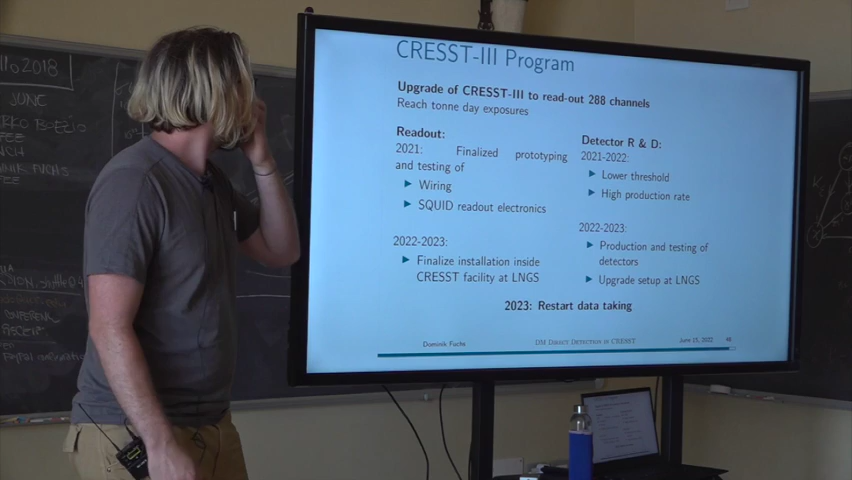 2018
JUNC
FUCHS
CRESST-III Program
Upgrade of CRESST-III to read-out 288 channels
Reach tonne day exposures
Readout:
2021: Finalized prototyping
and testing of
Wiring
SQUID readout electronics
2022-2023:
Finalize installation inside
CRESST facility at LNGS
Detector R & D:
2021-2022:
Lower threshold
High production rate
2022-2023:
Production and testing of
detectors
Upgrade setup at LNGS
2023: Restart data taking
Dominik Fuchs DM Direct Detection in CRESST June 15, 2022 48